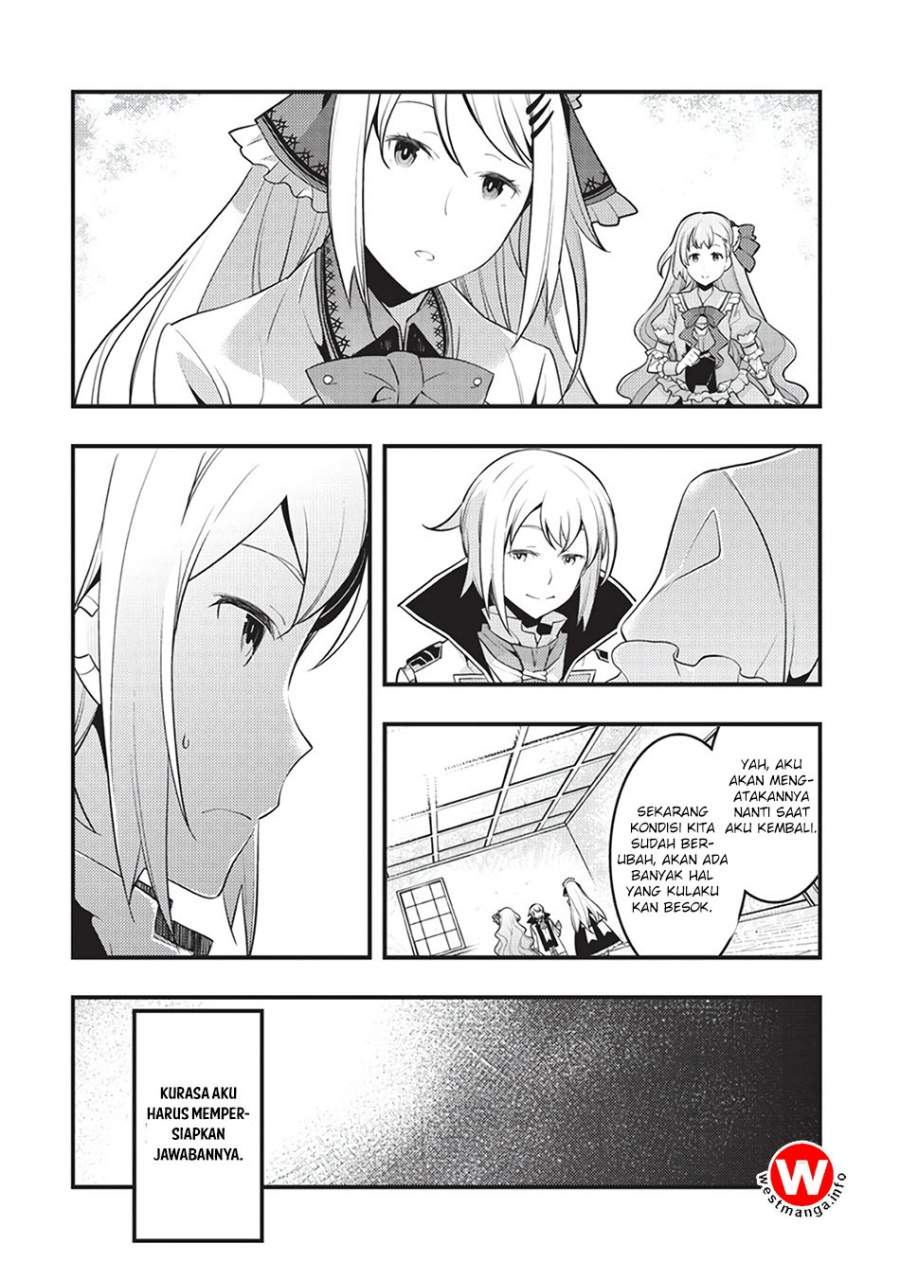 YAH, AKU
AKAN MENG-
ATAKANNYA
NANTI SAAT
AKU KEMBALI.
SEKARANG
KONDISI KITA
SUDAH BER-
UBAH, AKAN ADA
BANYAK HAL
YANG KULAKU
KAN BESOK.
KURASA AKU
HARUS MEMPER-
SIAPKAN
JAWABANNYA.
W
westmanga.info